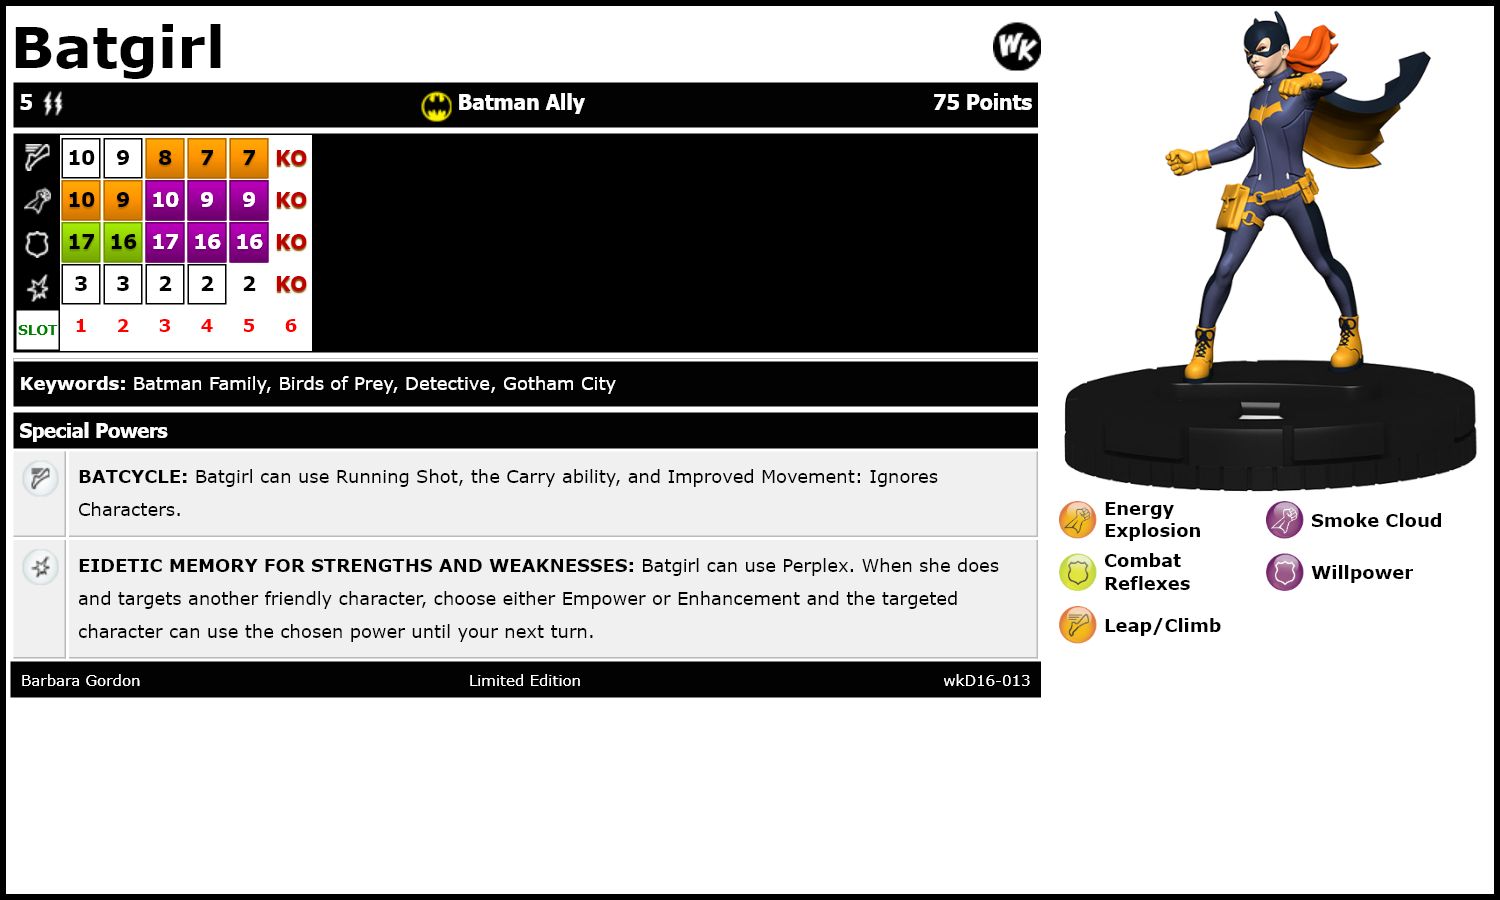 Batgirl
WK
5 Batman Ally 75 Points
10 9 8 7 7 KO
10 9 10 9 9 KO
17 16 17 16 16 KO
3 3 2 2 2 KO
SLOT 1 2 3 4 5 6
Keywords: Batman Family, Birds of Prey, Detective, Gotham City
Special Powers
BATCYCLE: Batgirl can use Running Shot, the Carry ability, and Improved Movement: Ignores
Characters.
EIDETIC MEMORY FOR STRENGTHS AND WEAKNESSES: Batgirl can use Perplex. When she does
and targets another friendly character, choose either Empower or Enhancement and the targeted
character can use the chosen power until your next turn.
Barbara Gordon Limited Edition wkD16-013
Energy
Explosion
Smoke Cloud
Combat
Reflexes
Willpower
Leap/Climb